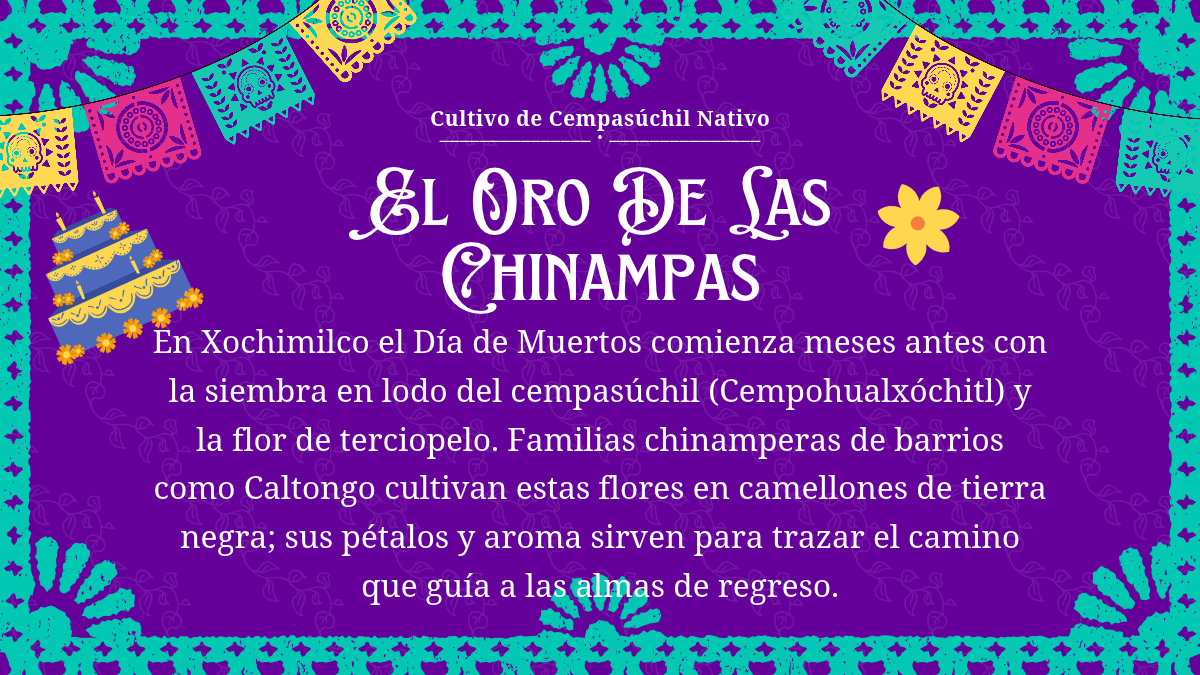 Cultivo de Cempasúchil Nativo
El Oro De Las
Chinampas
En Xochimilco el Día de Muertos comienza meses antes con
la siembra en lodo del cempasúchil (Cempohualxóchitl) y
la flor de terciopelo. Familias chinamperas de barrios
como Caltongo cultivan estas flores en camellones de tierra
negra; sus pétalos y aroma sirven para trazar el camino
que guía a las almas de regreso.